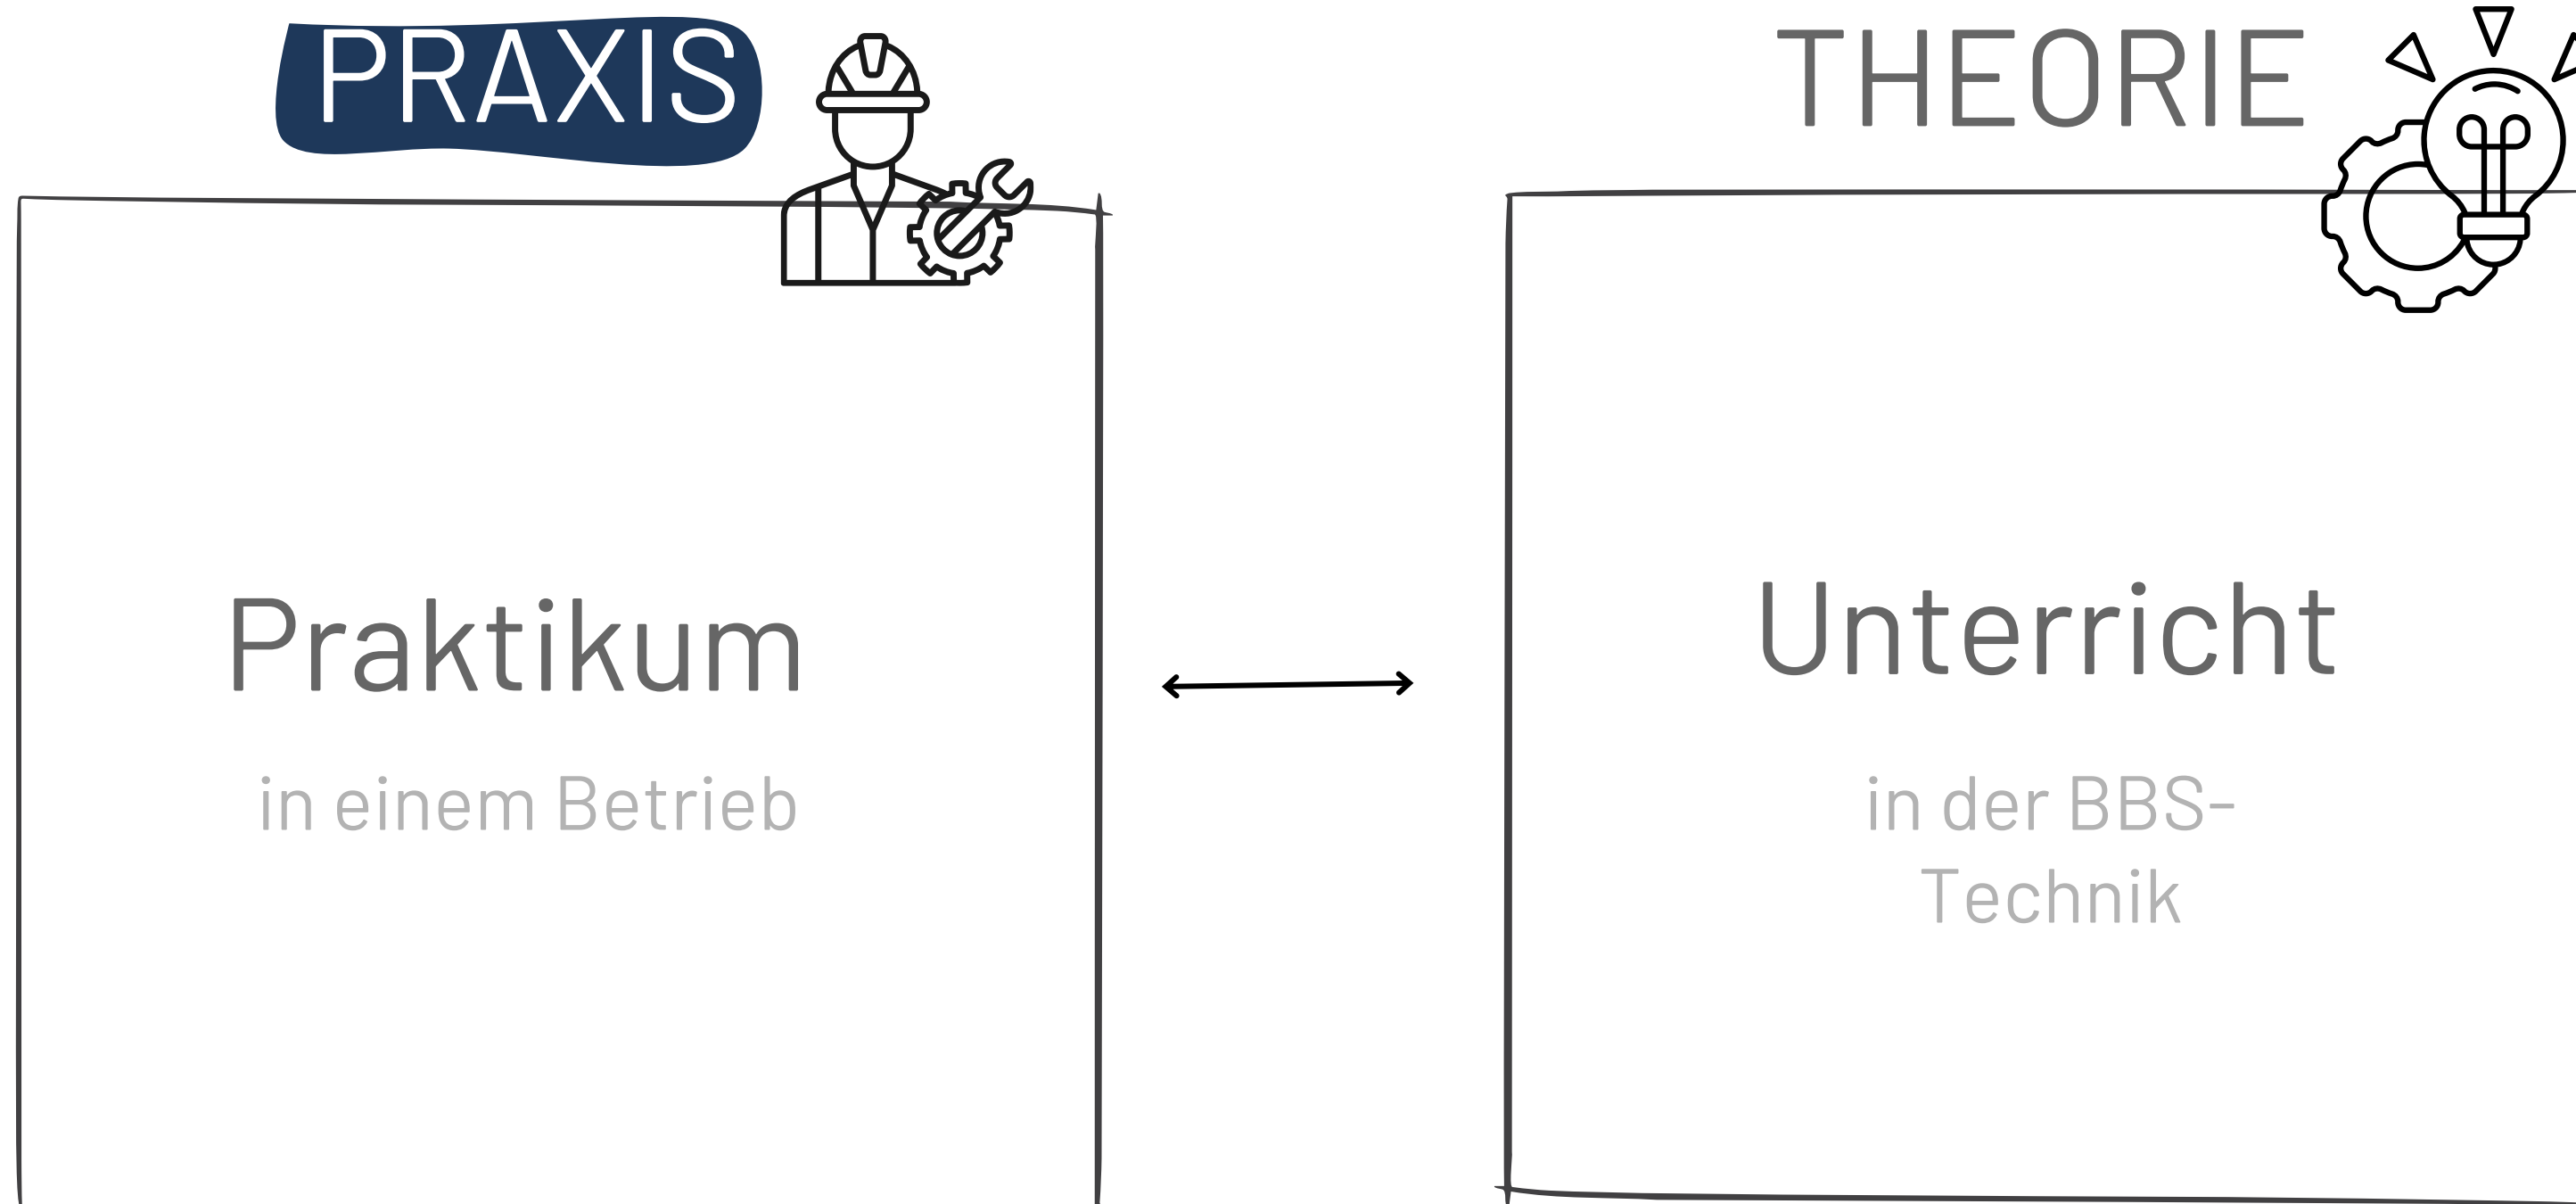 PRAXIS
THEORIE
Praktikum
in einem Betrieb
Unterricht
in der BBS-
Technik